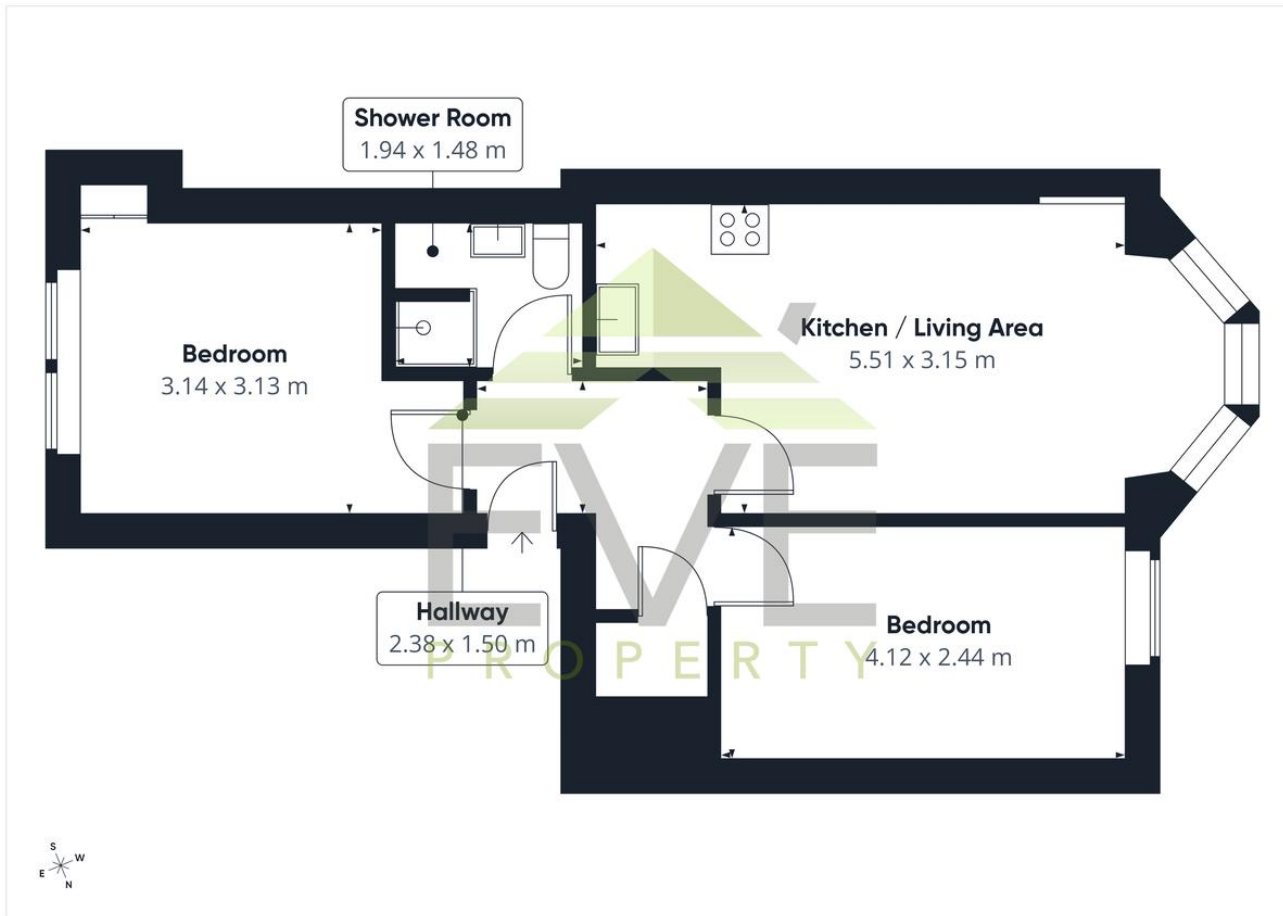 Shower Room
1.94 x 1.48 m
Kitchen / Living Area
5.51 x 3.15 m
Bedroom
3.14 x 3.13 m
EVE
PROPERTY
Hallway
2.38 x 1.50 m
Bedroom
4.12 x 2.44 m
S
W
E
N